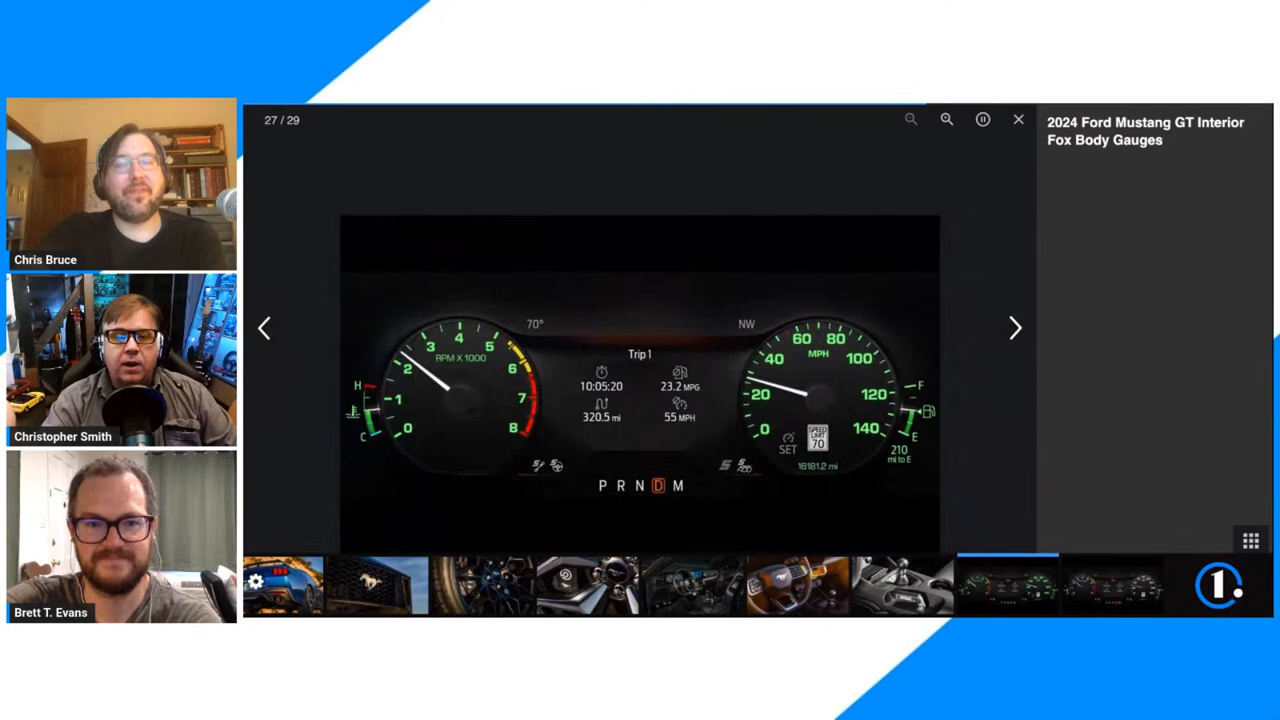 Chris Bruce
Christopher Smith
Brett T. Evans
27 / 29
2024 Ford Mustang GT Interior
Fox Body Gauges
70°
NW
0
1
2
3
4
5
6
7
8
RPM X 1000
H
C
Trip 1
10:05:20
23.2 MPG
320.5 mi
55 MPH
P R N D M
0
20
40
60
80
100
120
140
MPH
SET
SPEED
LIMIT
70
16181.2 mi
F
E
210
mi to E
1.